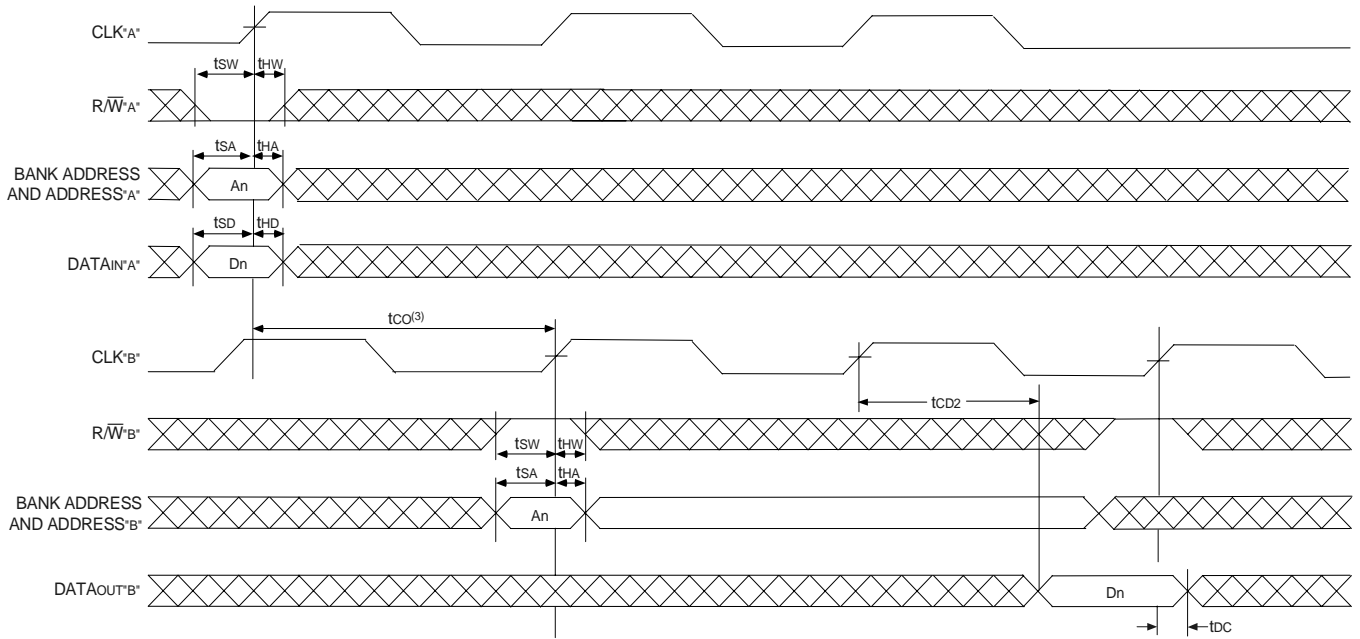 CLK"A"
tSW tHW
R/W̅"A"
tSA tHA
BANK ADDRESS
AND ADDRESS"A"
An
tSD tHD
DATAIN"A"
Dn
tCO(3)
CLK"B"
tCD2
R/W̅"B"
tSW tHW
tSA tHA
BANK ADDRESS
AND ADDRESS"B"
An
DATAOUT"B"
Dn
tDC